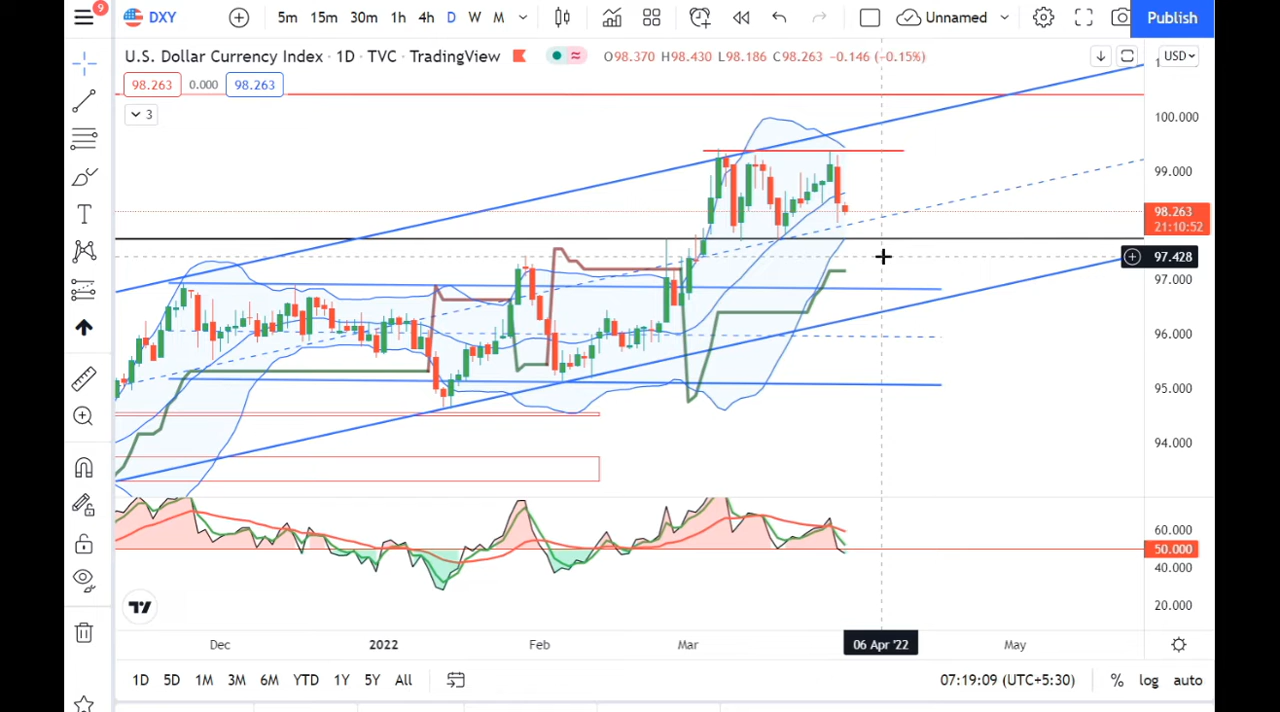 9
DXY
5m 15m 30m 1h 4h D W M
Unnamed
Publish
U.S. Dollar Currency Index · 1D · TVC · TradingView
O98.370 H98.430 L98.186 C98.263 −0.146 (−0.15%)
USD
98.263 0.000 98.263
3
100.000
99.000
98.263
21:10:52
97.428
97.000
96.000
95.000
94.000
60.000
50.000
40.000
20.000
Dec 2022 Feb Mar 06 Apr '22 May
1D 5D 1M 3M 6M YTD 1Y 5Y All
07:19:09 (UTC+5:30) % log auto